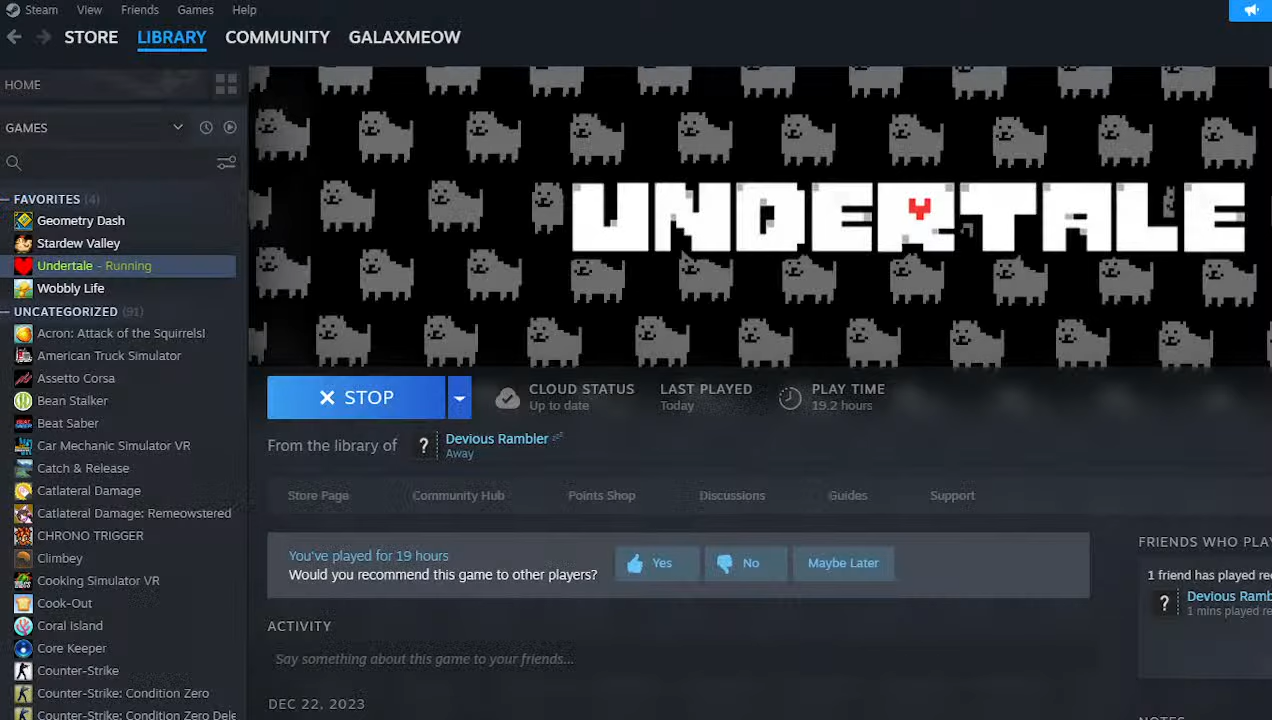 Steam View Friends Games Help
STORE LIBRARY COMMUNITY GALAXMEOW
HOME
GAMES
FAVORITES (4)
Geometry Dash
Stardew Valley
Undertale - Running
Wobbly Life
UNCATEGORIZED (91)
Acron: Attack of the Squirrels!
American Truck Simulator
Assetto Corsa
Bean Stalker
Beat Saber
Car Mechanic Simulator VR
Catch & Release
Catlateral Damage
Catlateral Damage: Remeowstered
CHRONO TRIGGER
Climbey
Cooking Simulator VR
Cook-Out
Coral Island
Core Keeper
Counter-Strike
Counter-Strike: Condition Zero
Counter-Strike: Condition Zero Dele
UNDERTALE
STOP
CLOUD STATUS
Up to date
LAST PLAYED
Today
PLAY TIME
19.2 hours
From the library of ? Devious Rambler
Away
Store Page Community Hub Points Shop Discussions Guides Support
You've played for 19 hours
Would you recommend this game to other players?
Yes No Maybe Later
ACTIVITY
Say something about this game to your friends...
DEC 22, 2023
FRIENDS WHO PLAY
1 friend has played re
? Devious Ramb
1 mins played re